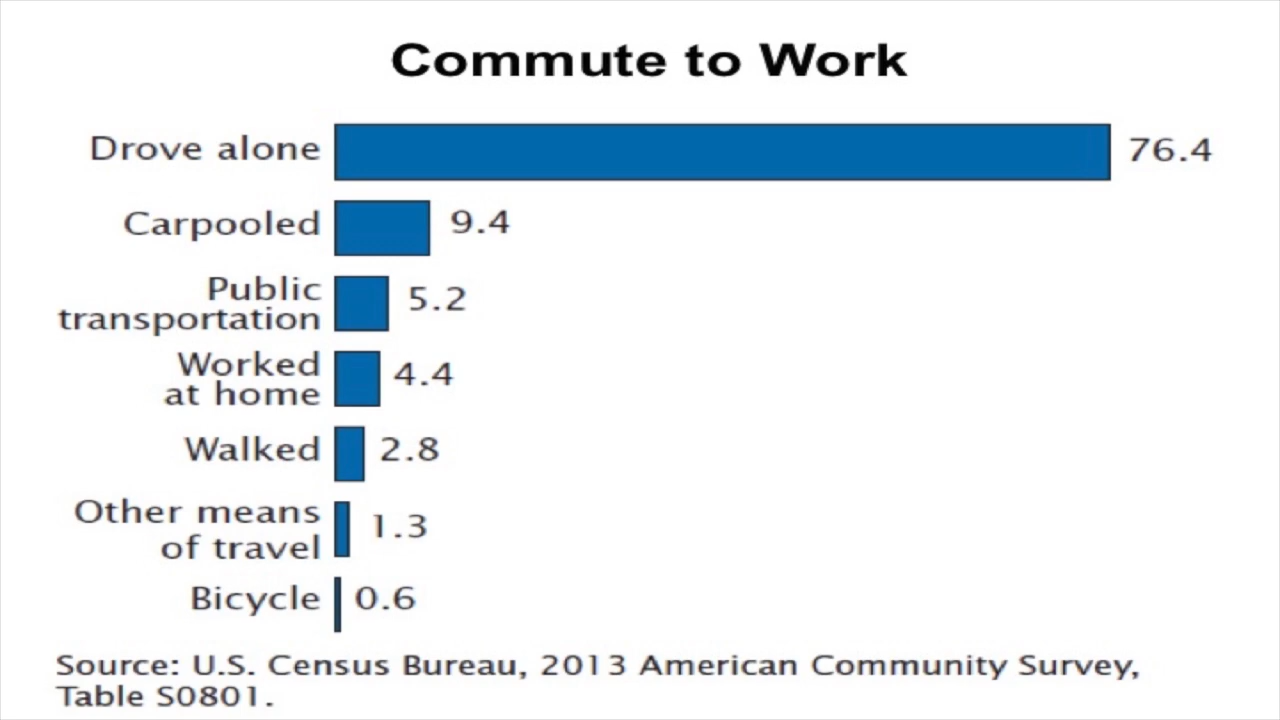 Commute to Work
Drove alone 76.4
Carpooled 9.4
Public
transportation 5.2
Worked
at home 4.4
Walked 2.8
Other means
of travel 1.3
Bicycle 0.6
Source: U.S. Census Bureau, 2013 American Community Survey,
Table S0801.